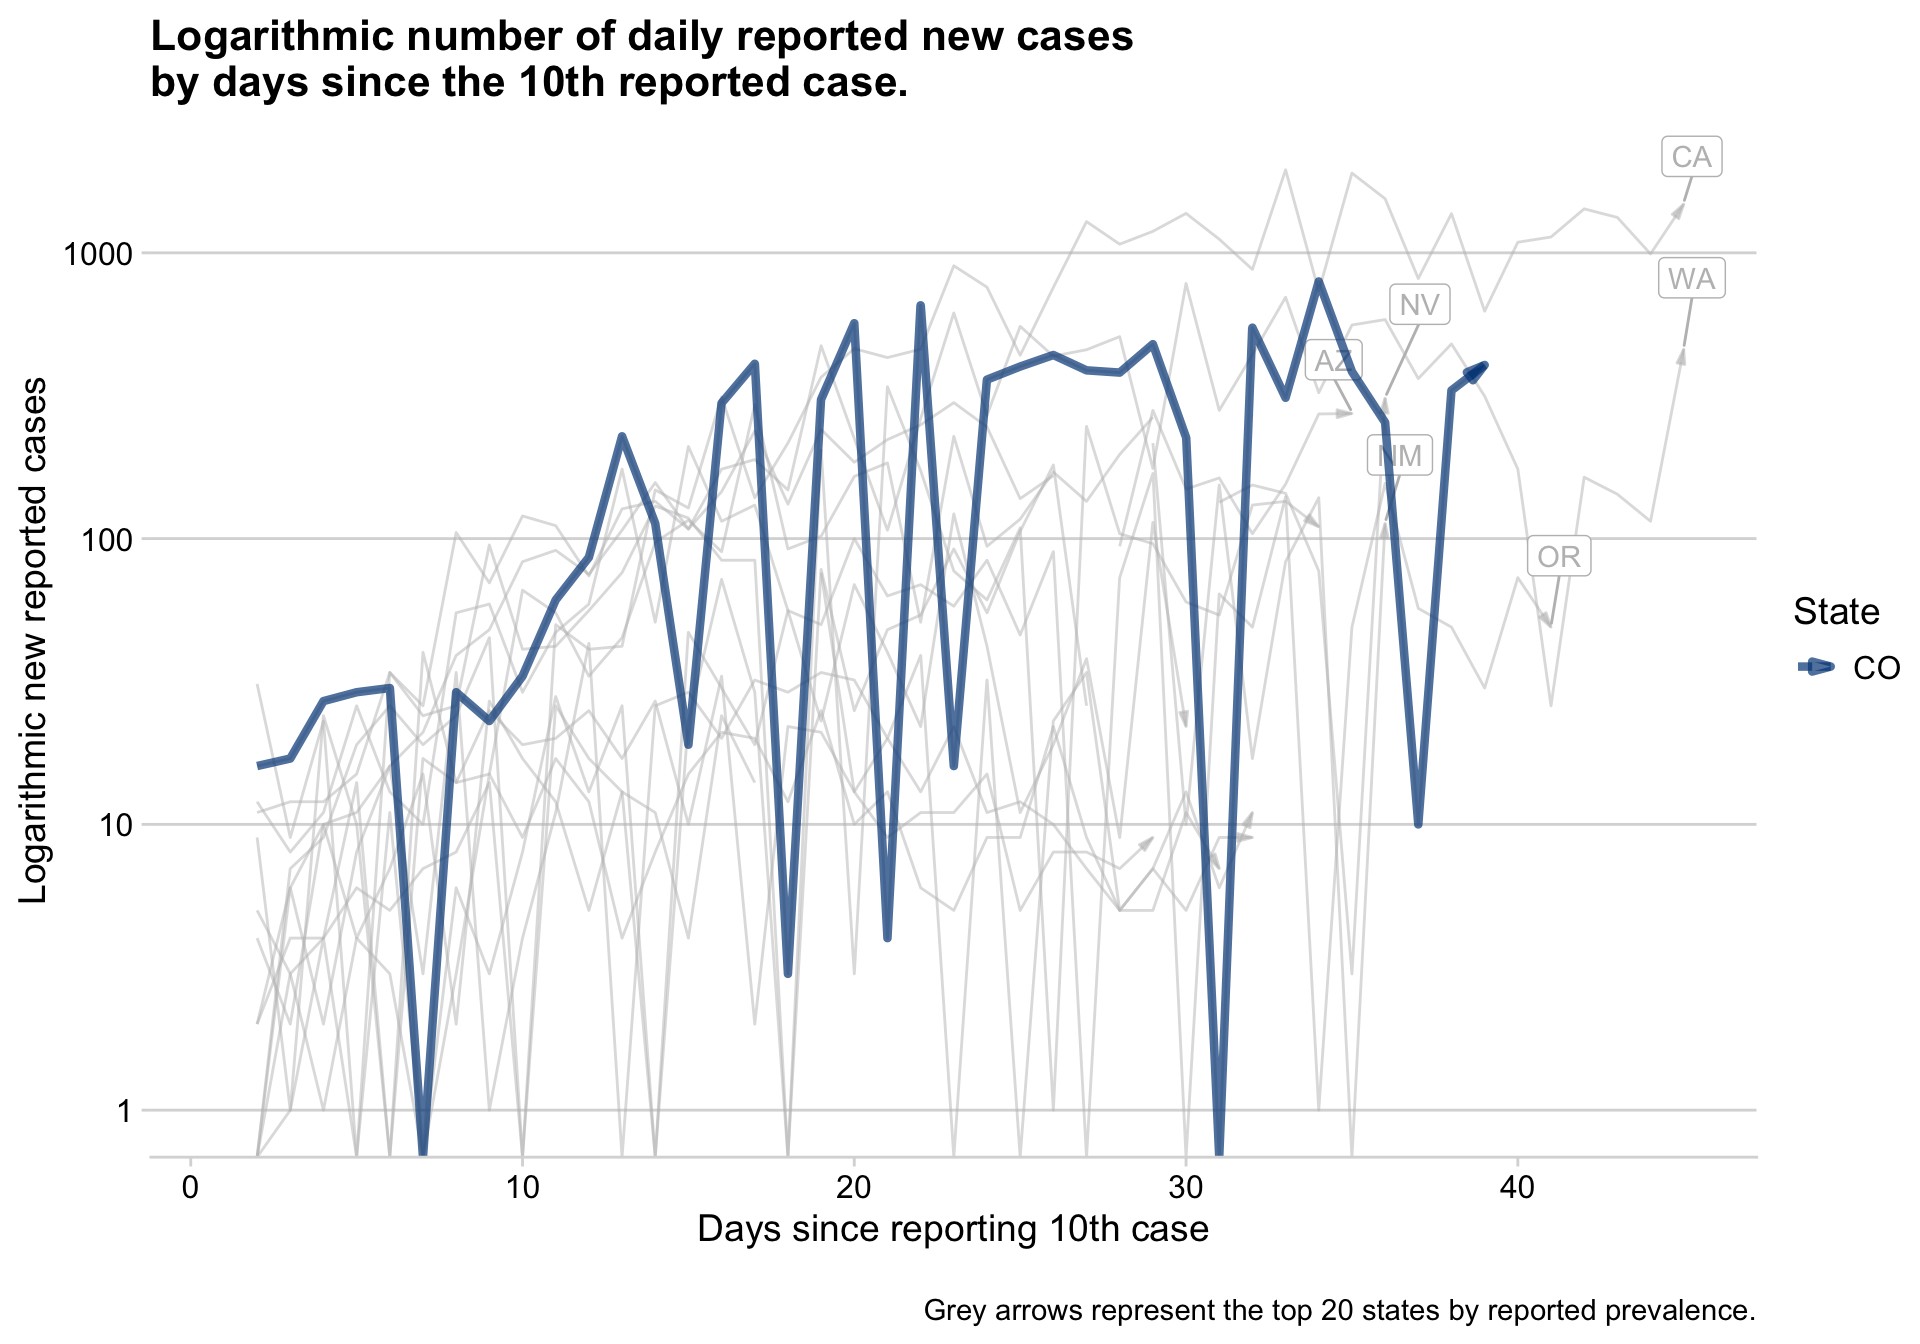 Logarithmic number of daily reported new cases
by days since the 10th reported case.
Logarithmic new reported cases
1000
100
10
1
CA
WA
NV
AZ
NM
OR
State
CO
0
10
20
30
40
Days since reporting 10th case
Grey arrows represent the top 20 states by reported prevalence.